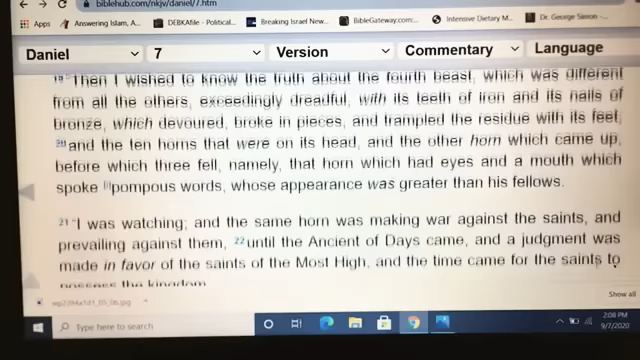 biblehub.com/nkjv/daniel/7.htm
Apps Answering Islam, A... DEBKAfile - Political... Breaking Israel New... BibleGateway.com:... Intensive Dietary M... Dr. George Simon -...
Daniel 7 Version Commentary Language
19 "Then I wished to know the truth about the fourth beast, which was different
from all the others, exceedingly dreadful, with its teeth of iron and its nails of
bronze, which devoured, broke in pieces, and trampled the residue with its feet;
20 and the ten horns that were on its head, and the other horn which came up,
before which three fell, namely, that horn which had eyes and a mouth which
spoke pompous words, whose appearance was greater than his fellows.
21 "I was watching; and the same horn was making war against the saints, and
prevailing against them, 22 until the Ancient of Days came, and a judgment was
made in favor of the saints of the Most High, and the time came for the saints to
possess the kingdom
Show all
Type here to search
2:08 PM
9/7/2020